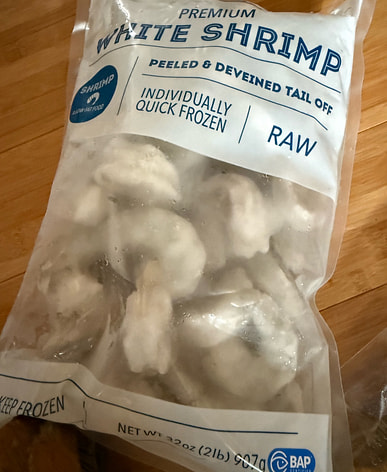 PREMIUM
WHITE SHRIMP
PEELED & DEVEINED TAIL OFF
SHRIMP
INDIVIDUALLY
QUICK FROZEN
RAW
KEEP FROZEN
NET WT 32oz (2lb) 907g
BAP